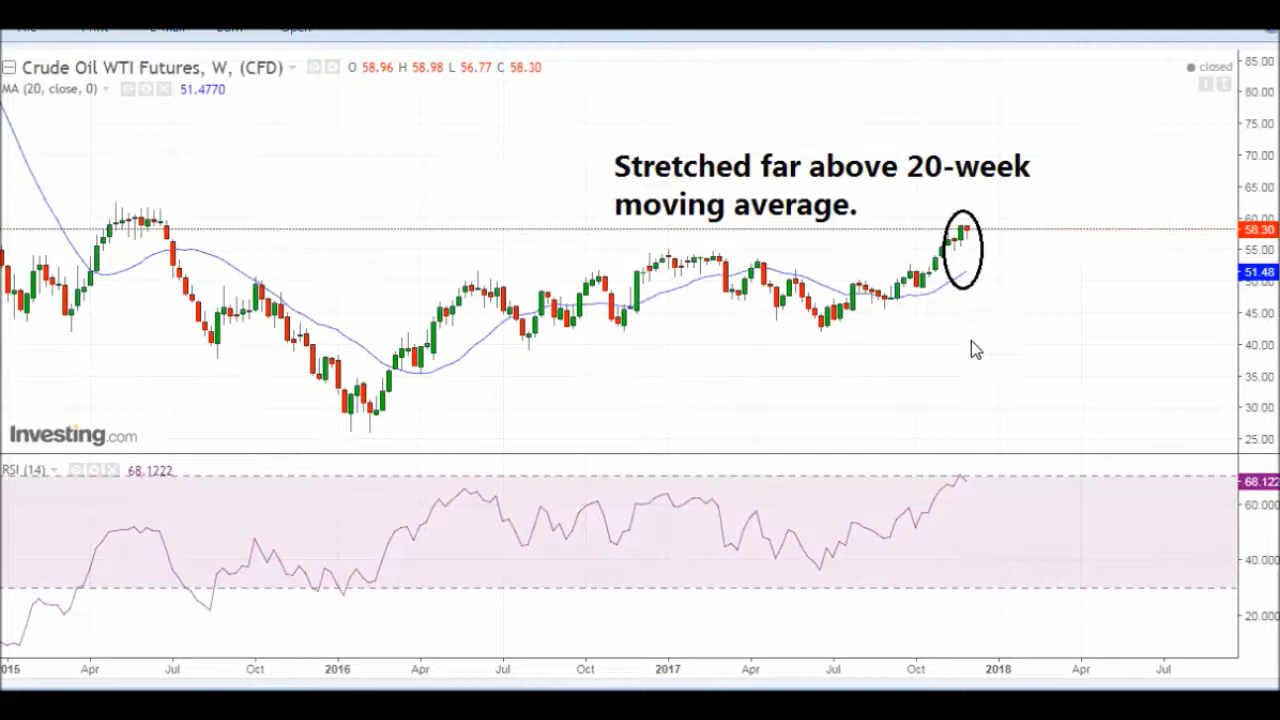 Crude Oil WTI Futures, W, (CFD) O 58.96 H 58.98 L 56.77 C 58.30
closed
MA (20, close, 0) 51.4770
85.00
80.00
75.00
70.00
65.00
60.00
58.30
55.00
51.48
50.00
45.00
40.00
35.00
30.00
25.00
Stretched far above 20-week
moving average.
Investing.com
RSI (14) 68.1222
68.122
60.000
40.000
20.000
2015 Apr Jul Oct 2016 Apr Jul Oct 2017 Apr Jul Oct 2018 Apr Jul